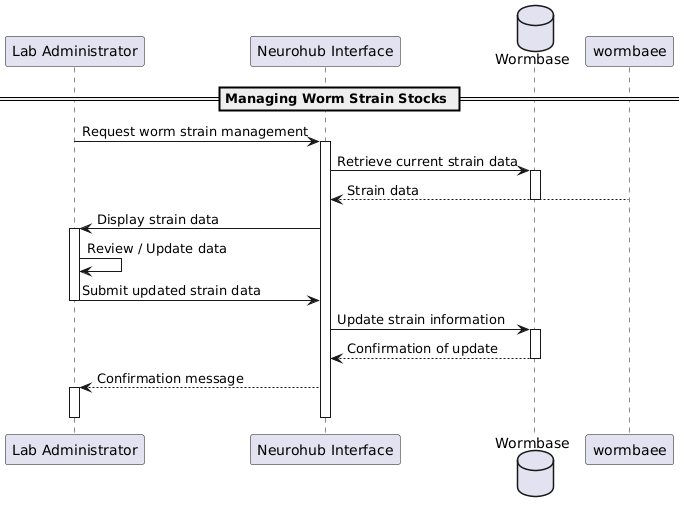 Lab Administrator
Neurohub Interface
Wormbase
wormbaee
Managing Worm Strain Stocks
Request worm strain management
Retrieve current strain data
Strain data
Display strain data
Review / Update data
Submit updated strain data
Update strain information
Confirmation of update
Confirmation message
Lab Administrator
Neurohub Interface
Wormbase
wormbaee